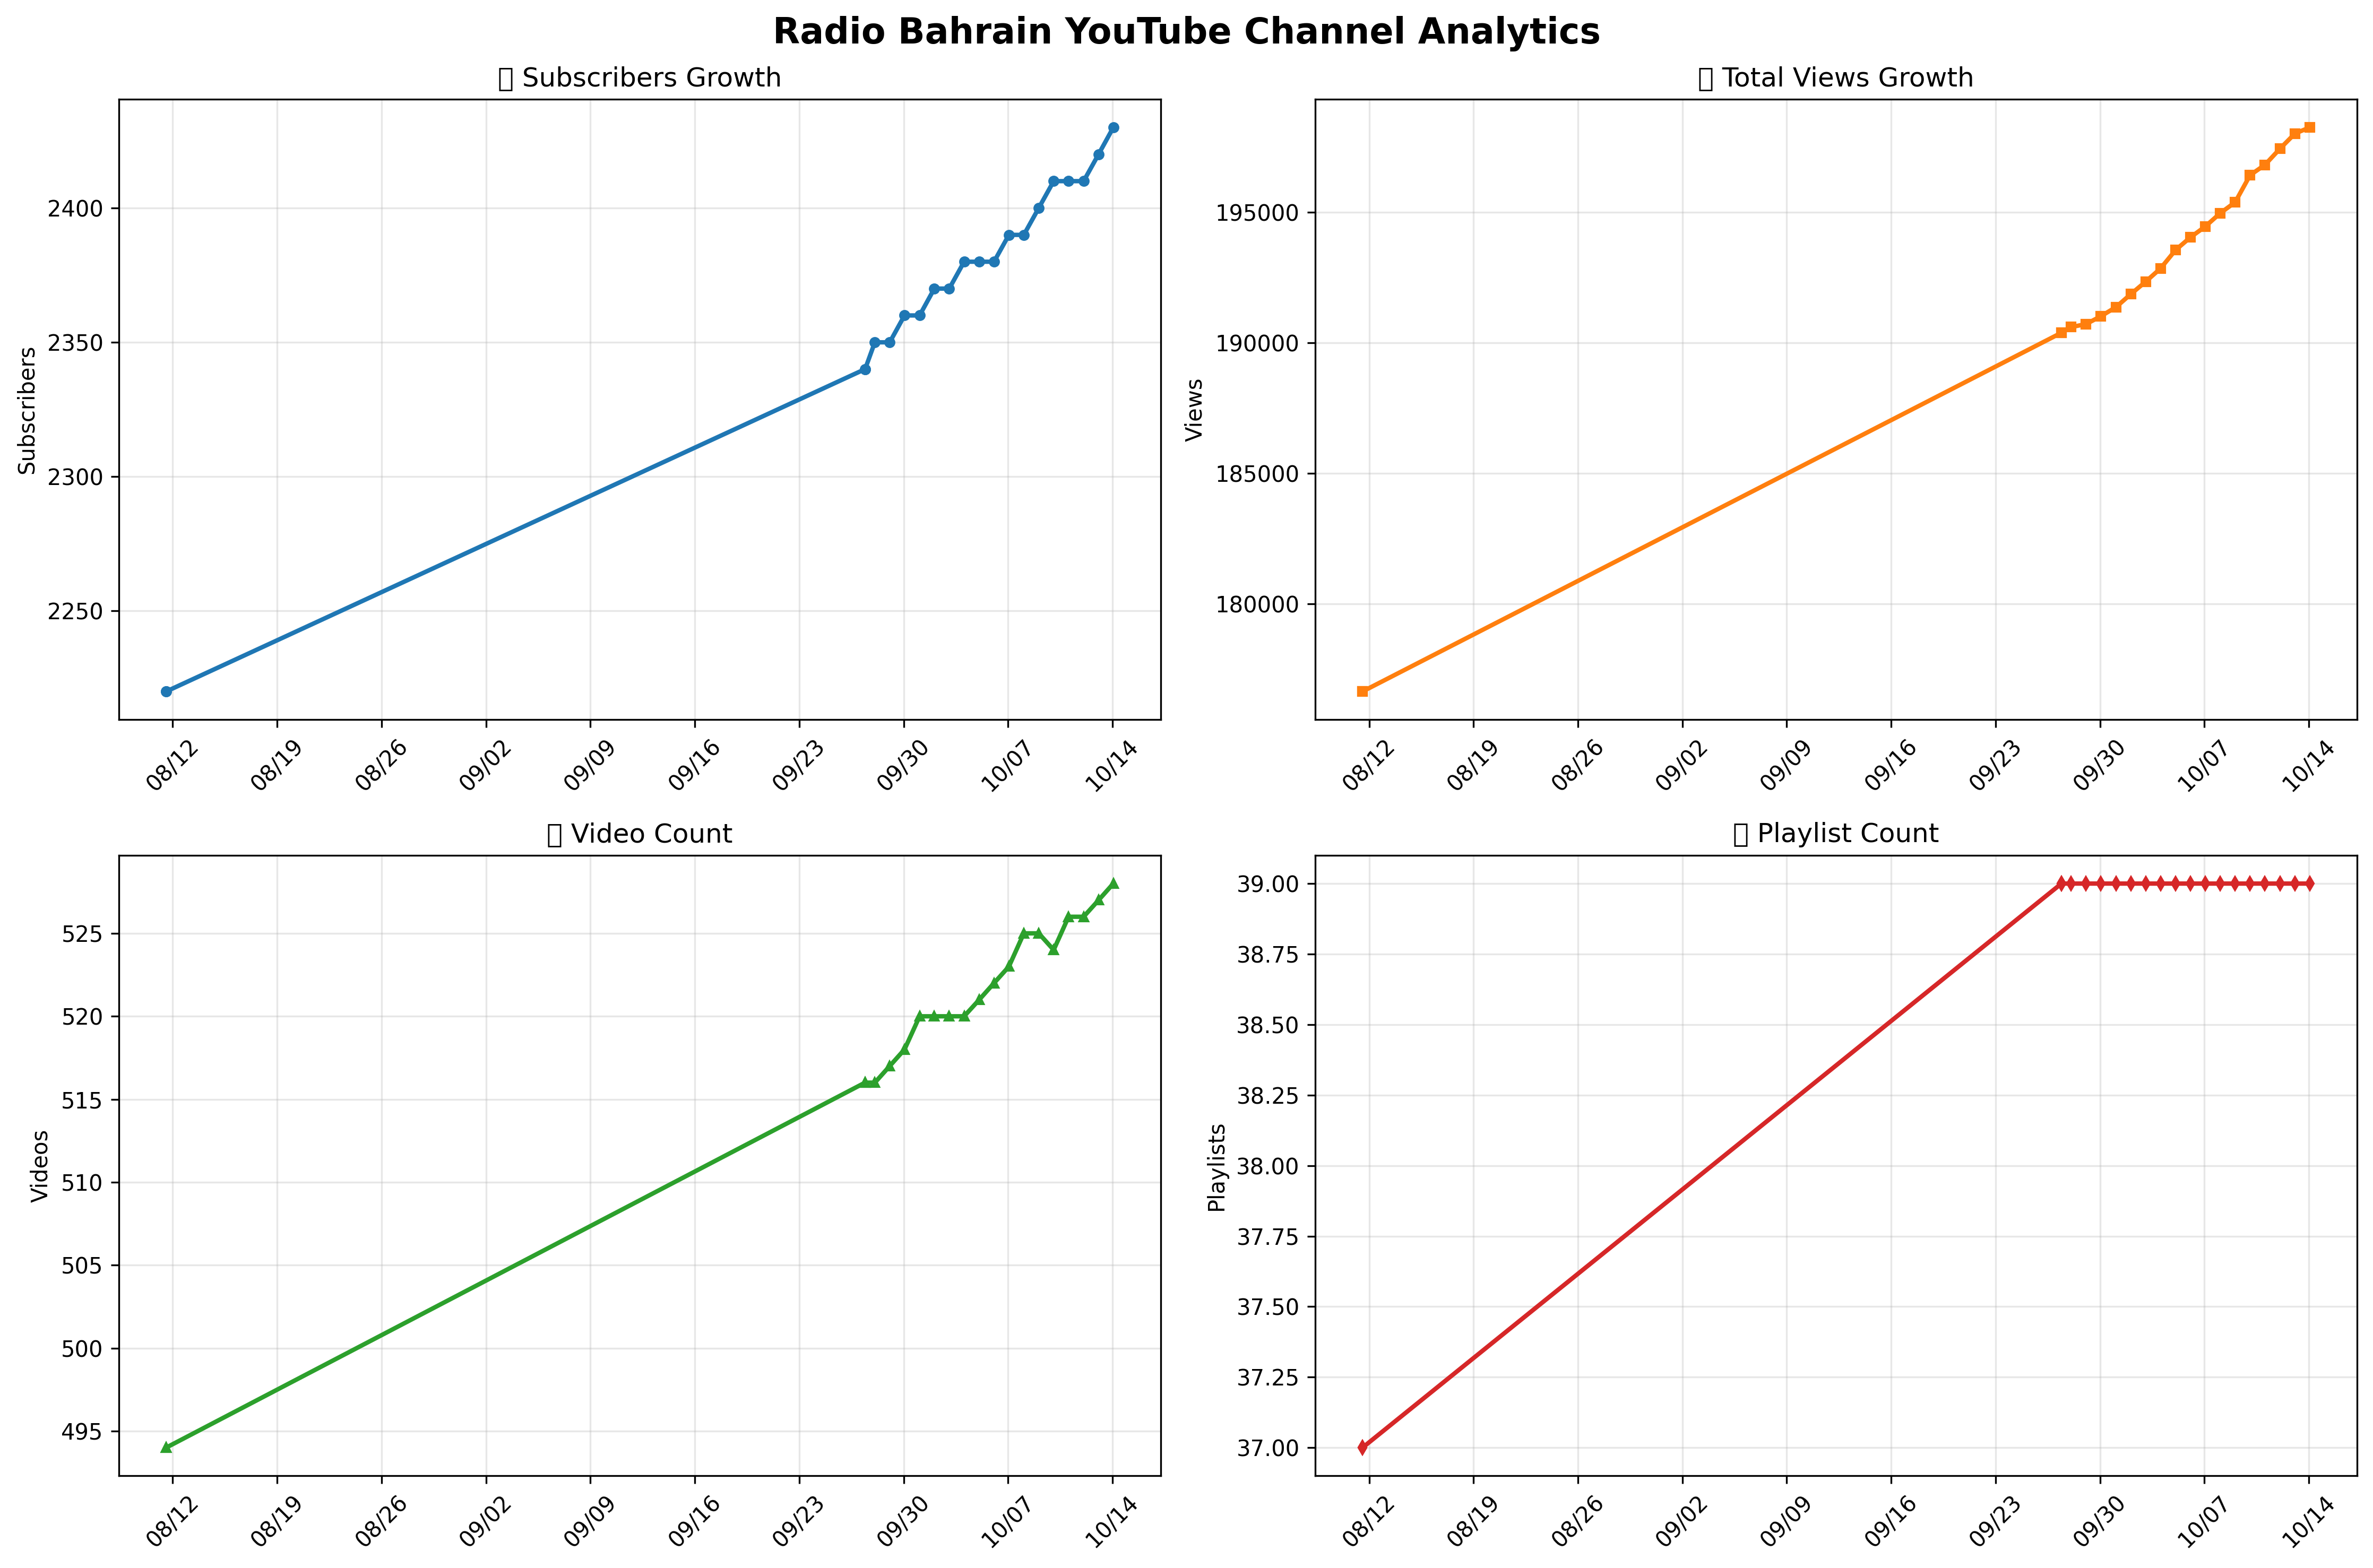 Radio Bahrain YouTube Channel Analytics
▯ Subscribers Growth
Subscribers
2400
2350
2300
2250
08/12 08/19 08/26 09/02 09/09 09/16 09/23 09/30 10/07 10/14
▯ Total Views Growth
Views
195000
190000
185000
180000
08/12 08/19 08/26 09/02 09/09 09/16 09/23 09/30 10/07 10/14
▯ Video Count
Videos
525
520
515
510
505
500
495
08/12 08/19 08/26 09/02 09/09 09/16 09/23 09/30 10/07 10/14
▯ Playlist Count
Playlists
39.00
38.75
38.50
38.25
38.00
37.75
37.50
37.25
37.00
08/12 08/19 08/26 09/02 09/09 09/16 09/23 09/30 10/07 10/14